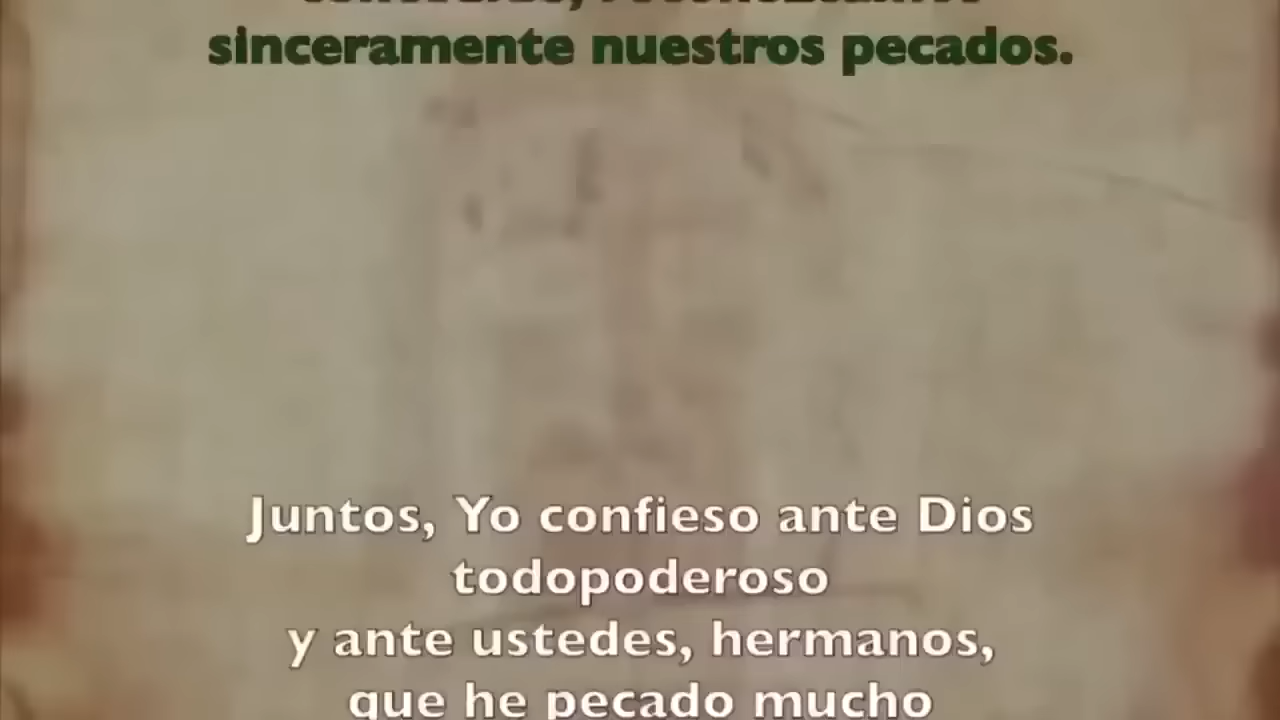 sinceramente nuestros pecados.
Juntos, Yo confieso ante Dios
todopoderoso
y ante ustedes, hermanos,
que he pecado mucho